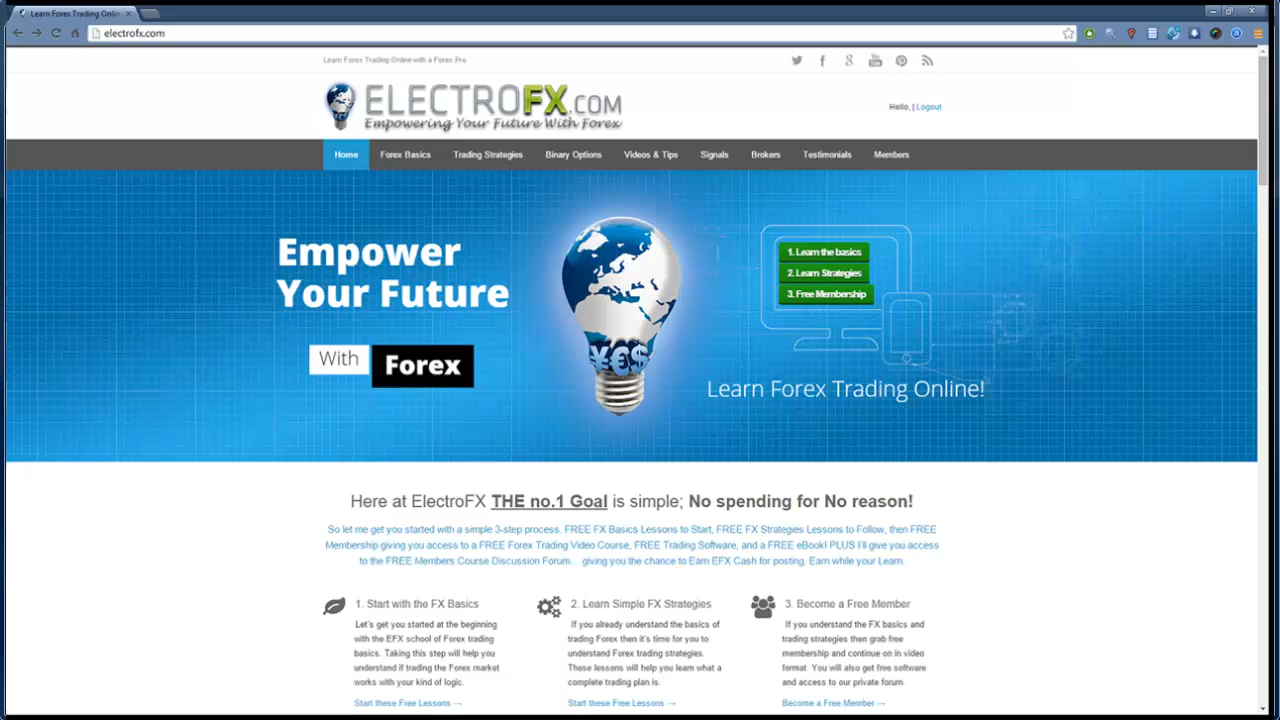 Learn Forex Trading Onlin
electrofx.com
Learn Forex Trading Online with a Forex Pro
ELECTROFX.COM
Empowering Your Future With Forex
Hello, | Logout
Home Forex Basics Trading Strategies Binary Options Videos & Tips Signals Brokers Testimonials Members
Empower
Your Future
With Forex
¥€$
1. Learn the basics
2. Learn Strategies
3. Free Membership
Learn Forex Trading Online!
Here at ElectroFX THE no.1 Goal is simple; No spending for No reason!
So let me get you started with a simple 3-step process. FREE FX Basics Lessons to Start, FREE FX Strategies Lessons to Follow, then FREE
Membership giving you access to a FREE Forex Trading Video Course, FREE Trading Software, and a FREE eBook! PLUS I'll give you access
to the FREE Members Course Discussion Forum... giving you the chance to Earn EFX Cash for posting. Earn while your Learn.
1. Start with the FX Basics
Let's get you started at the beginning
with the EFX school of Forex trading
basics. Taking this step will help you
understand if trading the Forex market
works with your kind of logic.
Start these Free Lessons →
2. Learn Simple FX Strategies
If you already understand the basics of
trading Forex then it's time for you to
understand Forex trading strategies.
These lessons will help you learn what a
complete trading plan is.
Start these Free Lessons →
3. Become a Free Member
If you understand the FX basics and
trading strategies then grab free
membership and continue on in video
format. You will also get free software
and access to our private forum.
Become a Free Member →